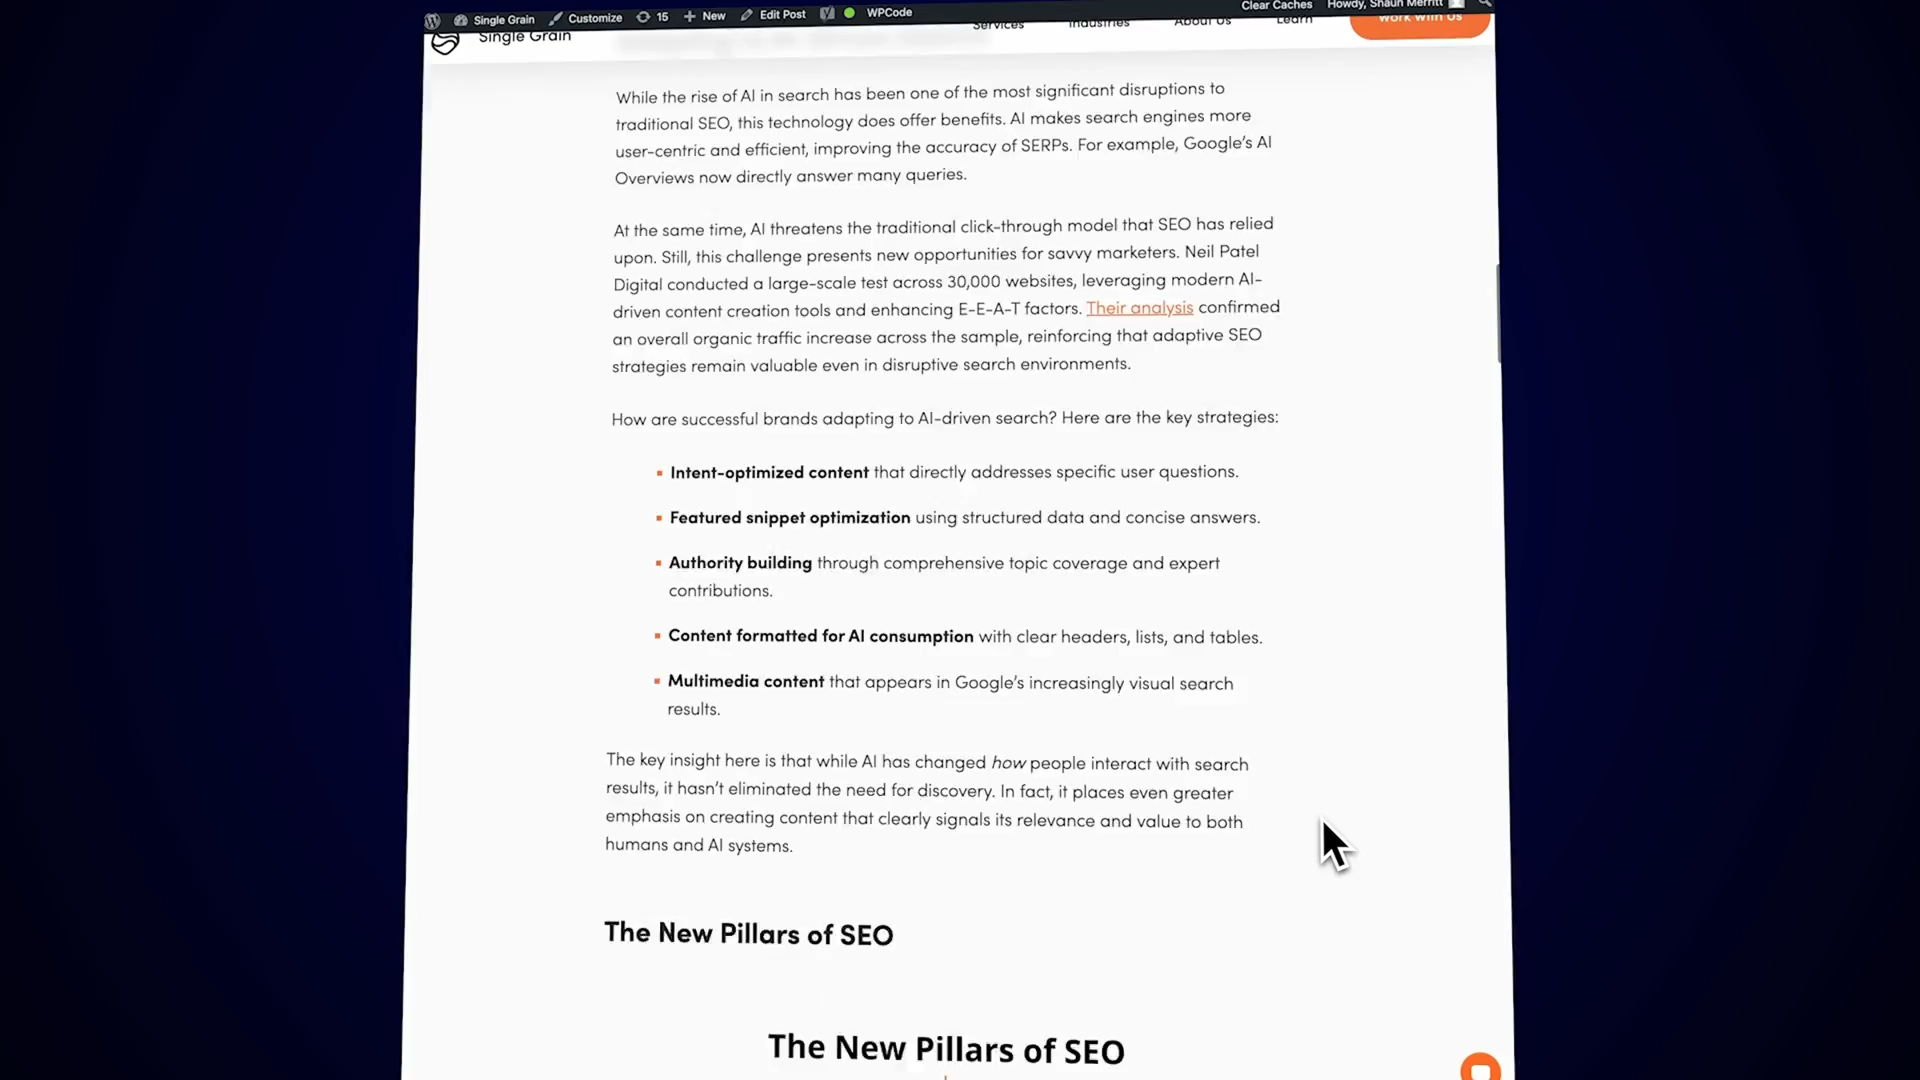 Single Grain Customize 15 New Edit Post WPCode Clear Caches Howdy, Shaun Merritt
Single Grain Services Industries About Us Learn Work With Us
While the rise of AI in search has been one of the most significant disruptions to
traditional SEO, this technology does offer benefits. AI makes search engines more
user-centric and efficient, improving the accuracy of SERPs. For example, Google's AI
Overviews now directly answer many queries.
At the same time, AI threatens the traditional click-through model that SEO has relied
upon. Still, this challenge presents new opportunities for savvy marketers. Neil Patel
Digital conducted a large-scale test across 30,000 websites, leveraging modern AI-
driven content creation tools and enhancing E-E-A-T factors. Their analysis confirmed
an overall organic traffic increase across the sample, reinforcing that adaptive SEO
strategies remain valuable even in disruptive search environments.
How are successful brands adapting to AI-driven search? Here are the key strategies:
Intent-optimized content that directly addresses specific user questions.
Featured snippet optimization using structured data and concise answers.
Authority building through comprehensive topic coverage and expert
contributions.
Content formatted for AI consumption with clear headers, lists, and tables.
Multimedia content that appears in Google's increasingly visual search
results.
The key insight here is that while AI has changed how people interact with search
results, it hasn't eliminated the need for discovery. In fact, it places even greater
emphasis on creating content that clearly signals its relevance and value to both
humans and AI systems.
The New Pillars of SEO
The New Pillars of SEO